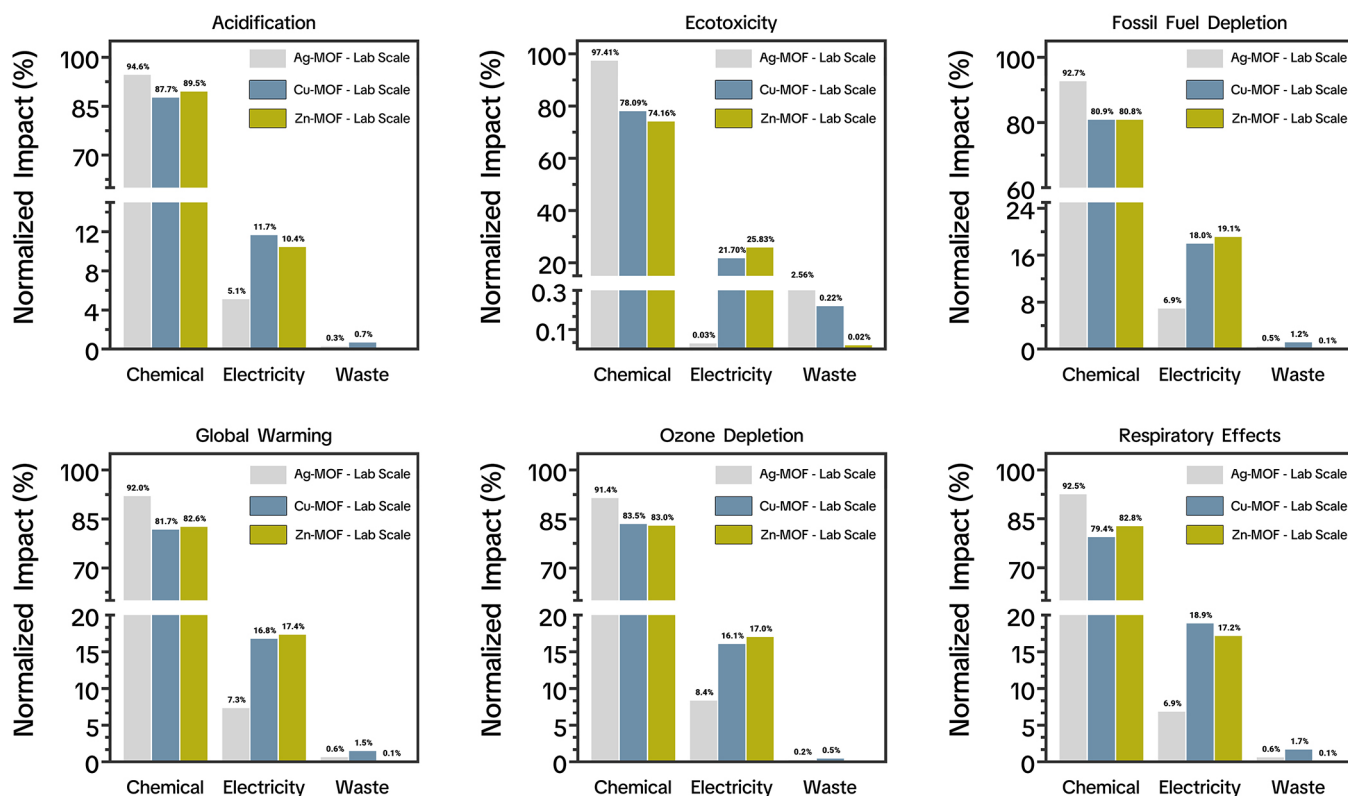 Acidification
Normalized Impact (%)
100
85
70
12
8
4
0
94.6%
87.7%
89.5%
5.1%
11.7%
10.4%
0.3%
0.7%
Ag-MOF - Lab Scale
Cu-MOF - Lab Scale
Zn-MOF - Lab Scale
Chemical
Electricity
Waste
Ecotoxicity
Normalized Impact (%)
100
80
60
40
20
0.3
0.1
97.41%
78.09%
74.16%
0.03%
21.70%
25.83%
2.56%
0.22%
0.02%
Ag-MOF - Lab Scale
Cu-MOF - Lab Scale
Zn-MOF - Lab Scale
Chemical
Electricity
Waste
Fossil Fuel Depletion
Normalized Impact (%)
100
80
60
24
16
8
0
92.7%
80.9%
80.8%
6.9%
18.0%
19.1%
0.5%
1.2%
0.1%
Ag-MOF - Lab Scale
Cu-MOF - Lab Scale
Zn-MOF - Lab Scale
Chemical
Electricity
Waste
Global Warming
Normalized Impact (%)
100
85
70
20
15
10
5
0
92.0%
81.7%
82.6%
7.3%
16.8%
17.4%
0.6%
1.5%
0.1%
Ag-MOF - Lab Scale
Cu-MOF - Lab Scale
Zn-MOF - Lab Scale
Chemical
Electricity
Waste
Ozone Depletion
Normalized Impact (%)
100
85
70
20
15
10
5
0
91.4%
83.5%
83.0%
8.4%
16.1%
17.0%
0.2%
0.5%
Ag-MOF - Lab Scale
Cu-MOF - Lab Scale
Zn-MOF - Lab Scale
Chemical
Electricity
Waste
Respiratory Effects
Normalized Impact (%)
100
85
70
20
15
10
5
0
92.5%
79.4%
82.8%
6.9%
18.9%
17.2%
0.6%
1.7%
0.1%
Ag-MOF - Lab Scale
Cu-MOF - Lab Scale
Zn-MOF - Lab Scale
Chemical
Electricity
Waste